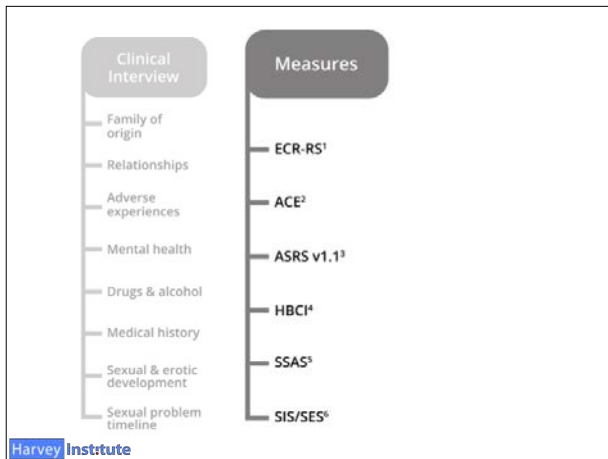 Clinical
Interview
Family of
origin
Relationships
Adverse
experiences
Mental health
Drugs & alcohol
Medical history
Sexual & erotic
development
Sexual problem
timeline
Measures
ECR-RS¹
ACE²
ASRS v1.1³
HBCI⁴
SSAS⁵
SIS/SES⁶
Harvey Institute